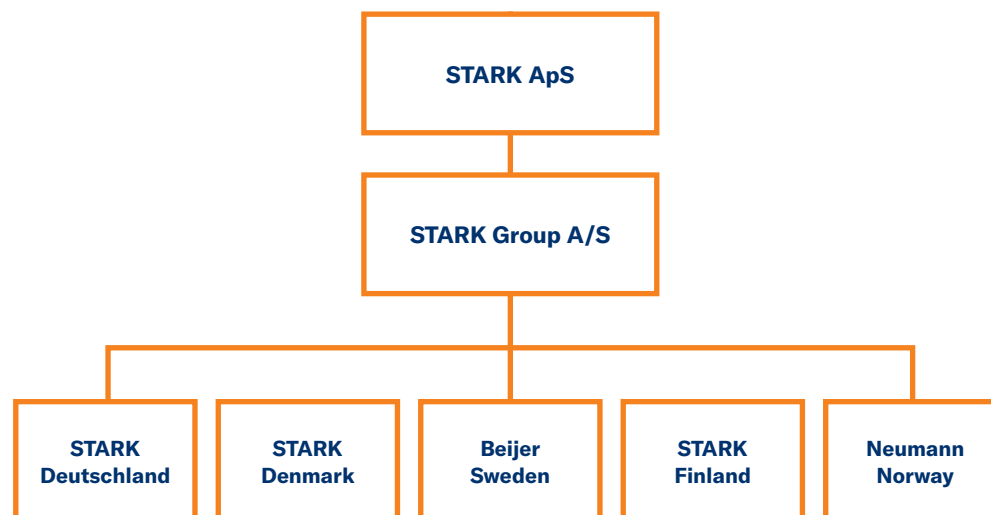 STARK ApS
STARK Group A/S
STARK
Deutschland
STARK
Denmark
Beijer
Sweden
STARK
Finland
Neumann
Norway